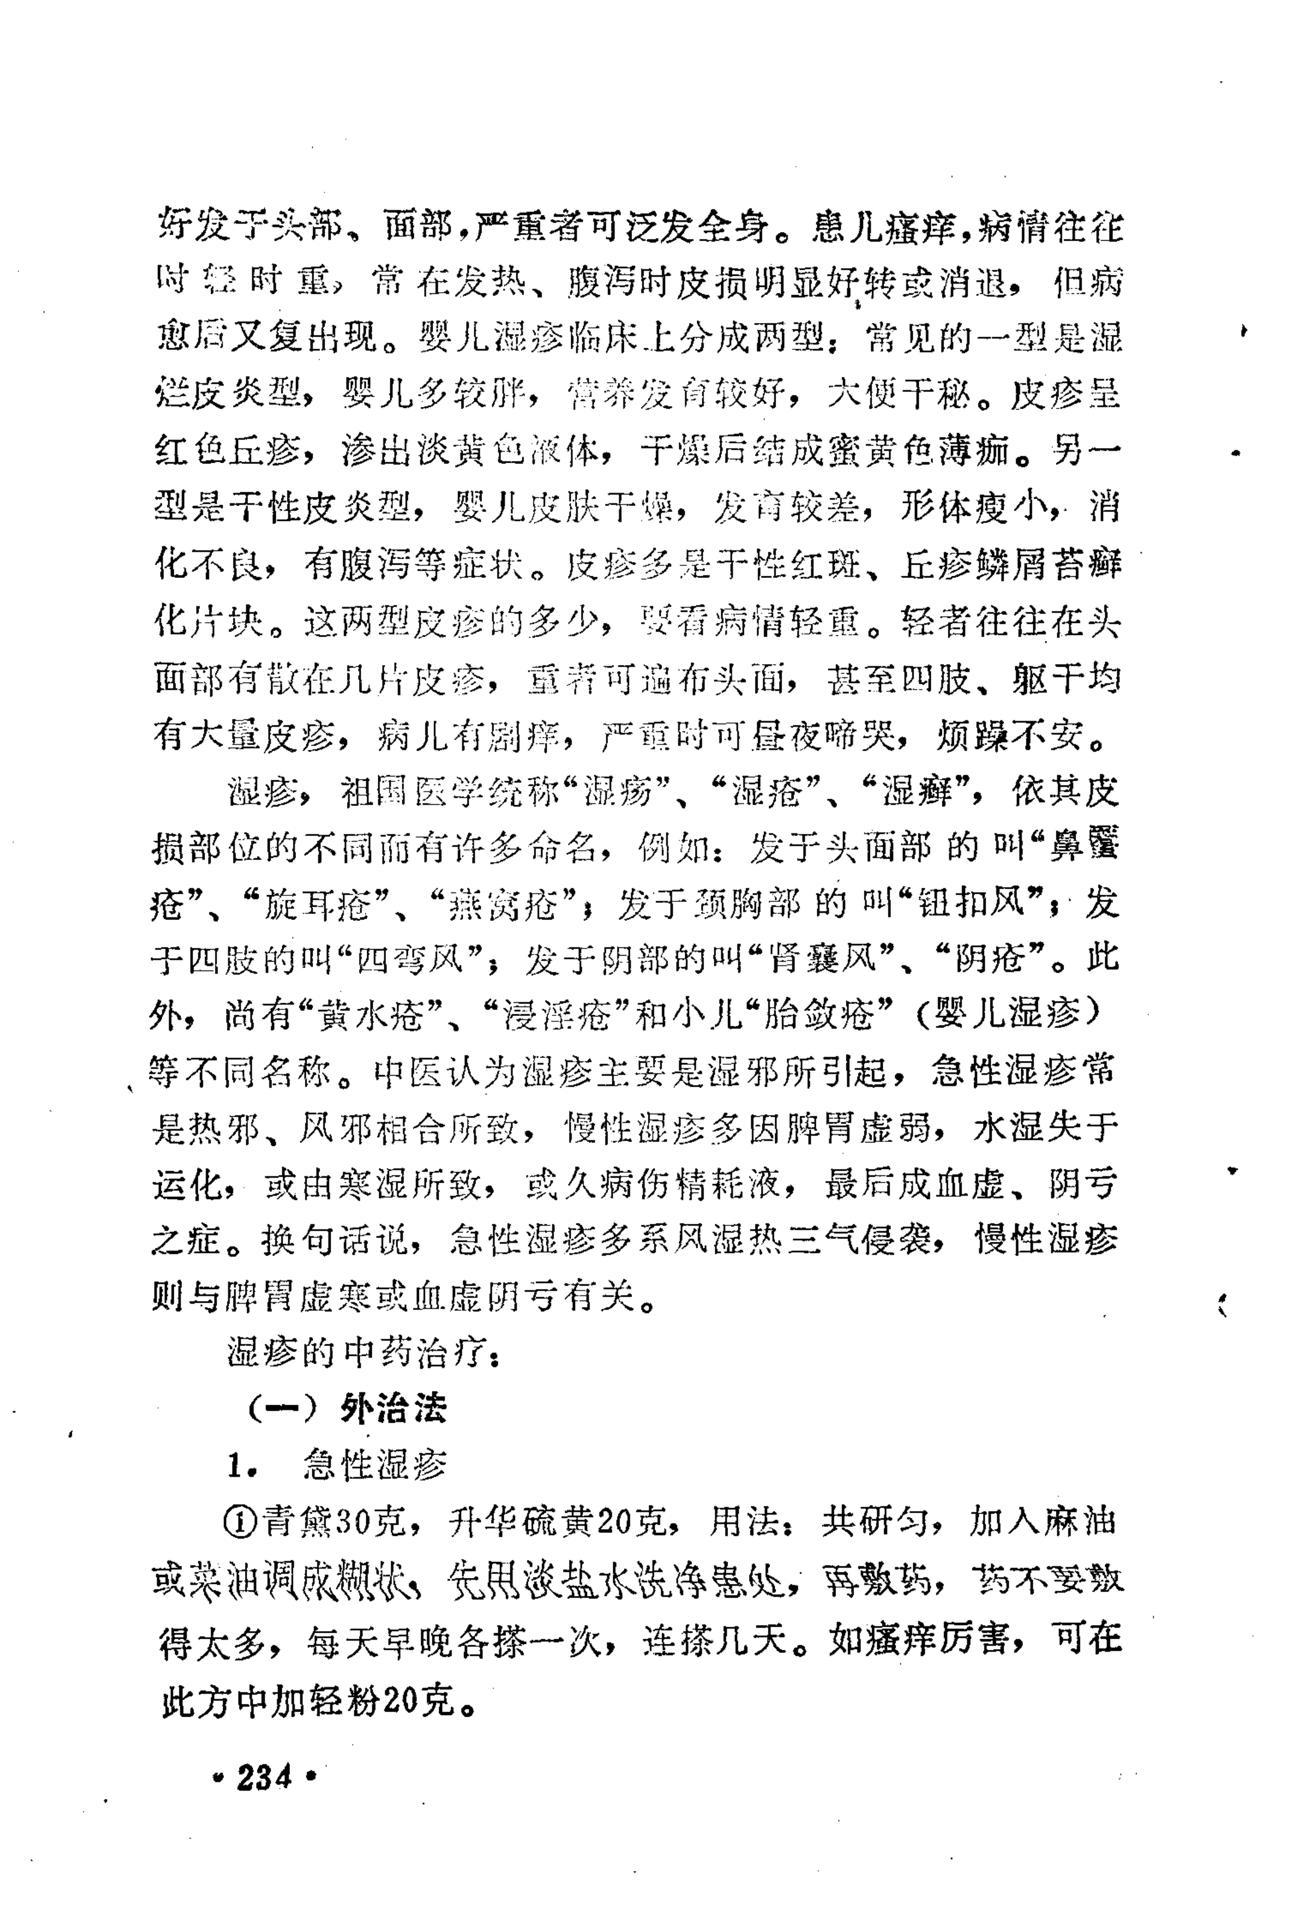 好发于头部、面部，严重者可泛发全身。患儿瘙痒，病情往往
时轻时重，常在发热、腹泻时皮损明显好转或消退，但病
愈后又复出现。婴儿湿疹临床上分成两型：常见的一型是湿
烂皮炎型，婴儿多较胖，营养发育较好，大便干秘。皮疹呈
红色丘疹，渗出淡黄色液体，干燥后结成蜜黄色薄痂。另一
型是干性皮炎型，婴儿皮肤干燥，发育较差，形体瘦小，消
化不良，有腹泻等症状。皮疹多是干性红斑、丘疹鳞屑苔癣
化片块。这两型皮疹的多少，要看病情轻重。轻者往往在头
面部有散在几片皮疹，重者可遍布头面，甚至四肢、躯干均
有大量皮疹，病儿有剧痒，严重时可昼夜啼哭，烦躁不安。
湿疹，祖国医学统称“湿疡”、“湿疮”、“湿癣”，依其皮
损部位的不同而有许多命名，例如：发于头面部的叫“鼻䘌
疮”、“旋耳疮”、“燕窝疮”；发于颈胸部的叫“钮扣风”；发
于四肢的叫“四弯风”；发于阴部的叫“肾囊风”、“阴疮”。此
外，尚有“黄水疮”、“浸淫疮”和小儿“胎敛疮”（婴儿湿疹）
等不同名称。中医认为湿疹主要是湿邪所引起，急性湿疹常
是热邪、风邪相合所致，慢性湿疹多因脾胃虚弱，水湿失于
运化，或由寒湿所致，或久病伤精耗液，最后成血虚、阴亏
之症。换句话说，急性湿疹多系风湿热三气侵袭，慢性湿疹
则与脾胃虚寒或血虚阴亏有关。
湿疹的中药治疗：
（一）外治法
1. 急性湿疹
①青黛30克，升华硫黄20克，用法：共研匀，加入麻油
或菜油调成糊状，先用淡盐水洗净患处，再敷药，药不要敷
得太多，每天早晚各搽一次，连搽几天。如瘙痒厉害，可在
此方中加轻粉20克。
·234·